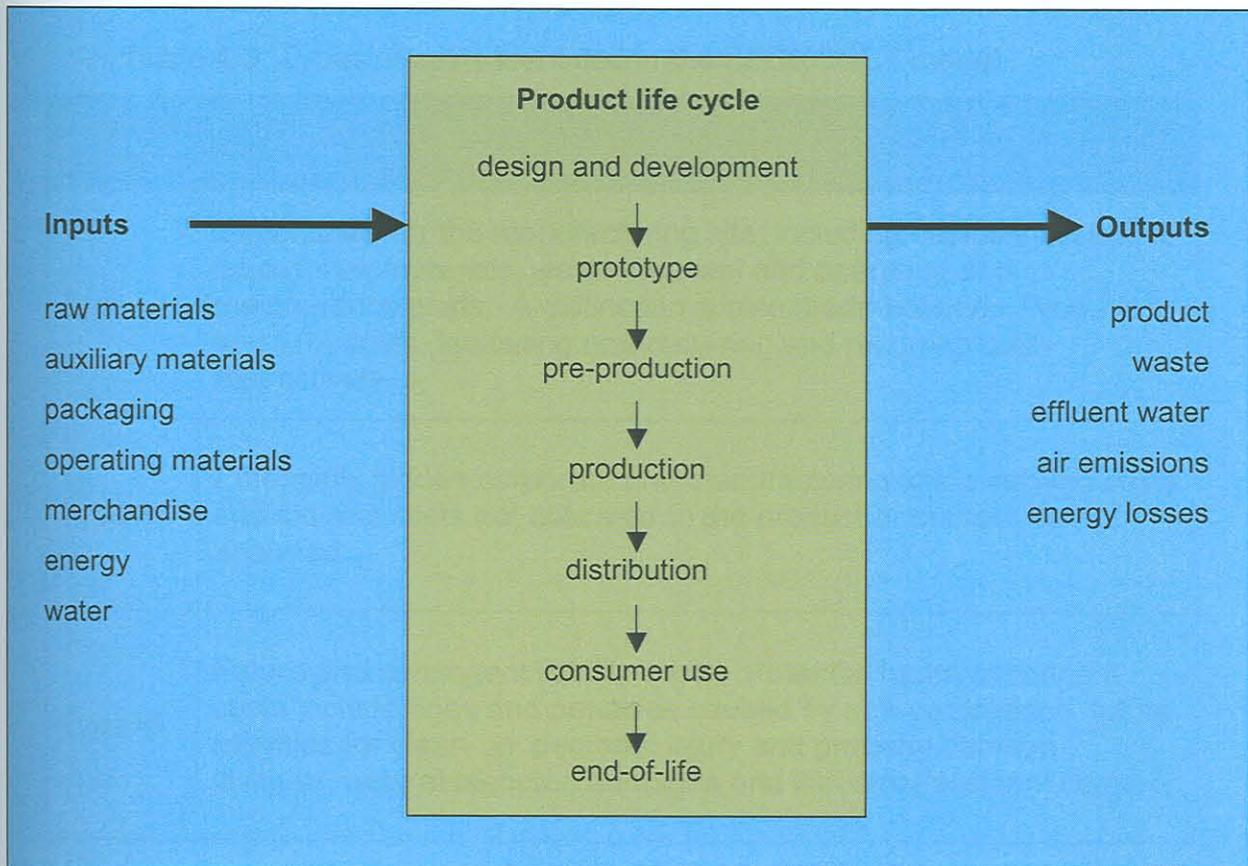 Product life cycle
design and development
prototype
pre-production
production
distribution
consumer use
end-of-life
Inputs
raw materials
auxiliary materials
packaging
operating materials
merchandise
energy
water
Outputs
product
waste
effluent water
air emissions
energy losses